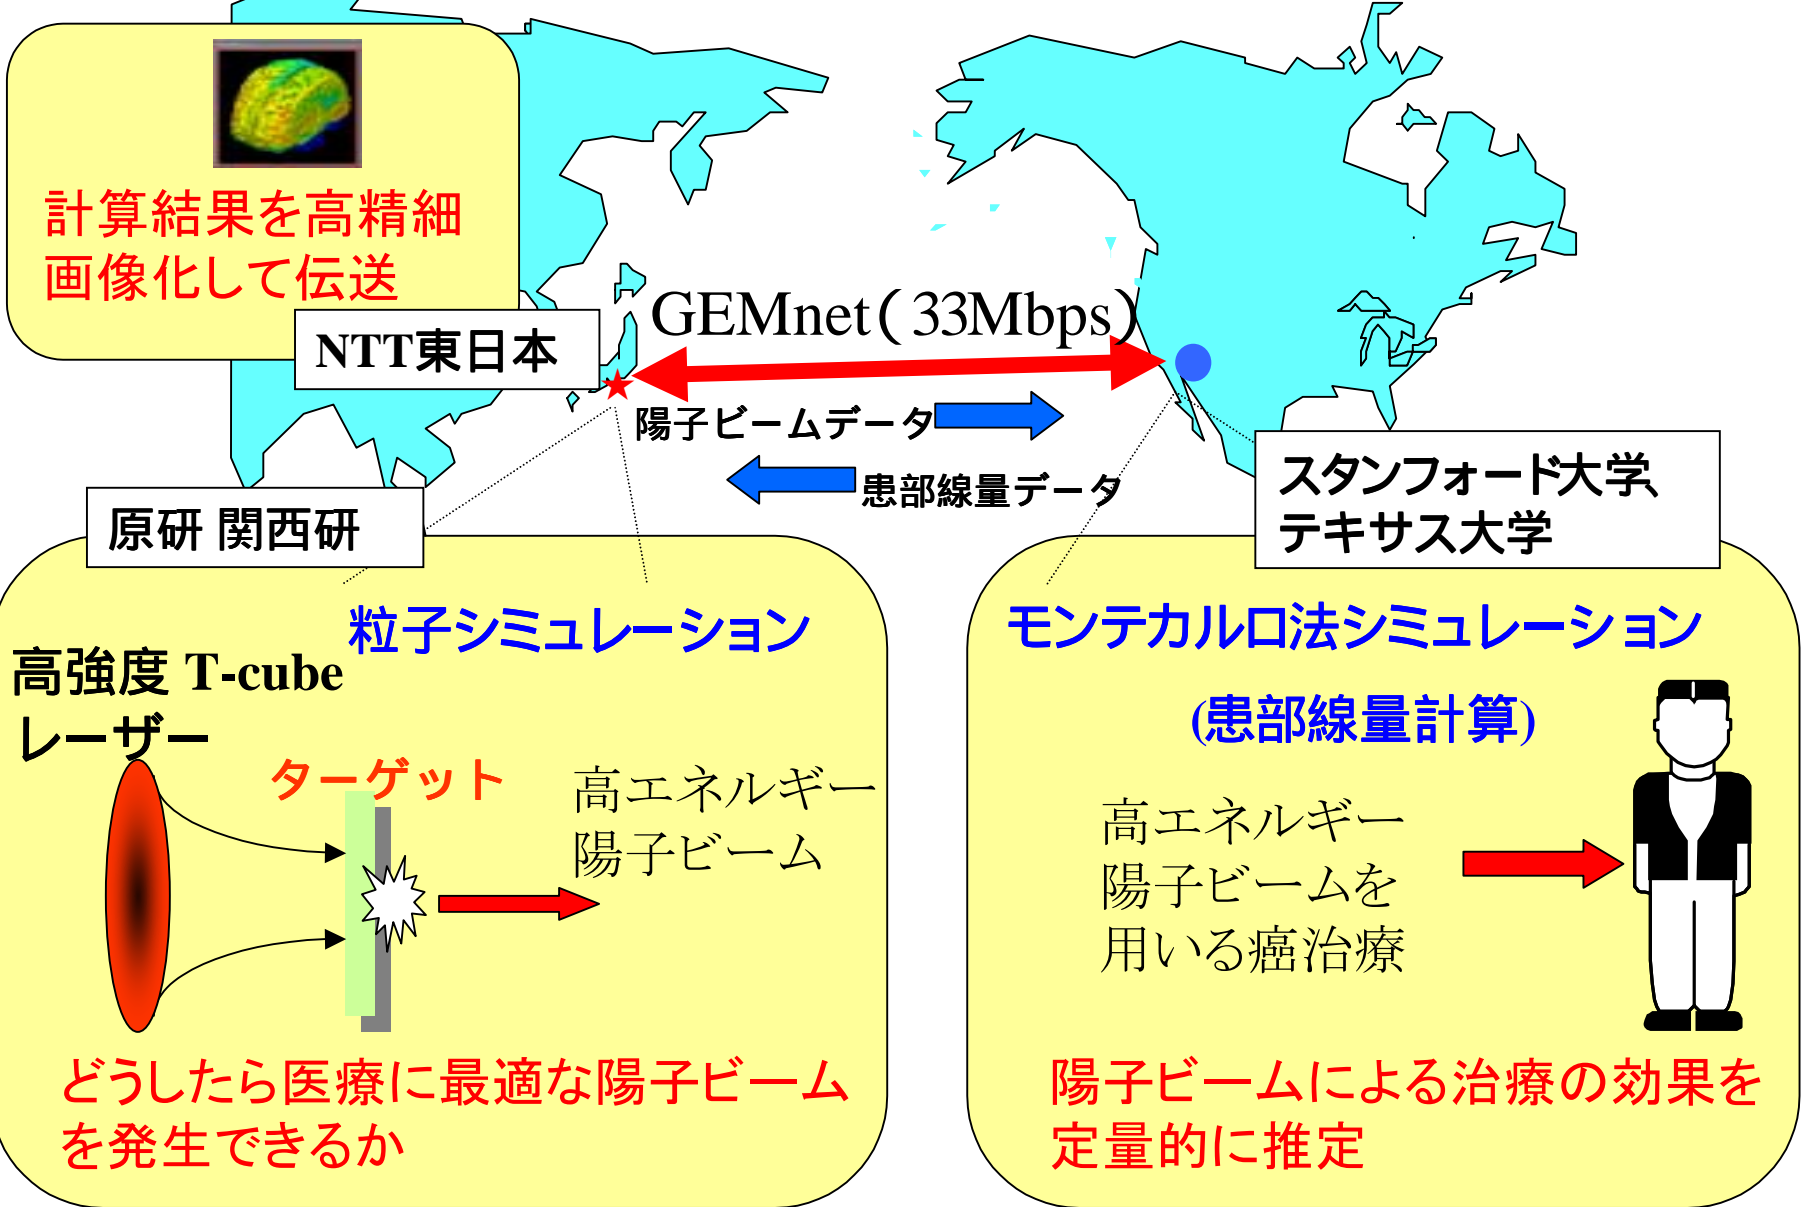 計算結果を高精細
画像化して伝送
NTT東日本
GEMnet(33Mbps)
陽子ビームデータ
患部線量データ
原研 関西研
スタンフォード大学、
テキサス大学
粒子シミュレーション
高強度 T-cube
レーザー
ターゲット
高エネルギー
陽子ビーム
どうしたら医療に最適な陽子ビーム
を発生できるか
モンテカルロ法シミュレーション
(患部線量計算)
高エネルギー
陽子ビームを
用いる癌治療
陽子ビームによる治療の効果を
定量的に推定